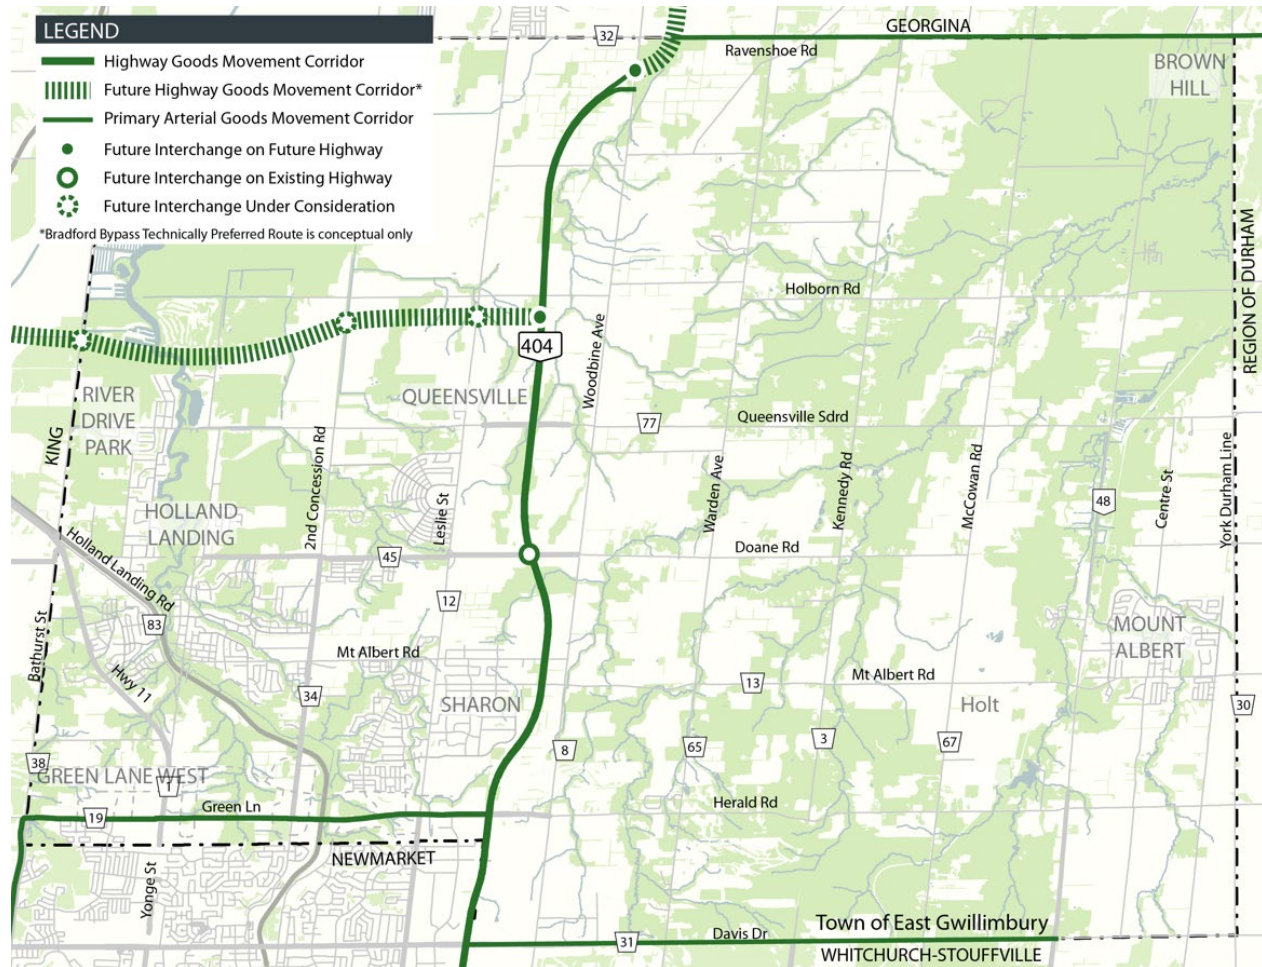 LEGEND
Highway Goods Movement Corridor
Future Highway Goods Movement Corridor*
Primary Arterial Goods Movement Corridor
Future Interchange on Future Highway
Future Interchange on Existing Highway
Future Interchange Under Consideration
*Bradford Bypass Technically Preferred Route is conceptual only
GEORGINA
32
Ravenshoe Rd
BROWN
HILL
REGION OF DURHAM
Holborn Rd
404
Woodbine Ave
KING
RIVER
DRIVE
PARK
QUEENSVILLE
77
Queensville Sdrd
2nd Concession Rd
Leslie St
Warden Ave
Kennedy Rd
McCowan Rd
48
Centre St
York Durham Line
HOLLAND
LANDING
Holland Landing Rd
45
Doane Rd
12
83
Bathurst St
Hwy 11
Mt Albert Rd
MOUNT
ALBERT
34
SHARON
13
Mt Albert Rd
Holt
30
38
8
65
3
67
GREEN LANE WEST
1
19
Green Ln
Herald Rd
NEWMARKET
Yonge St
31
Davis Dr
Town of East Gwillimbury
WHITCHURCH-STOUFFVILLE